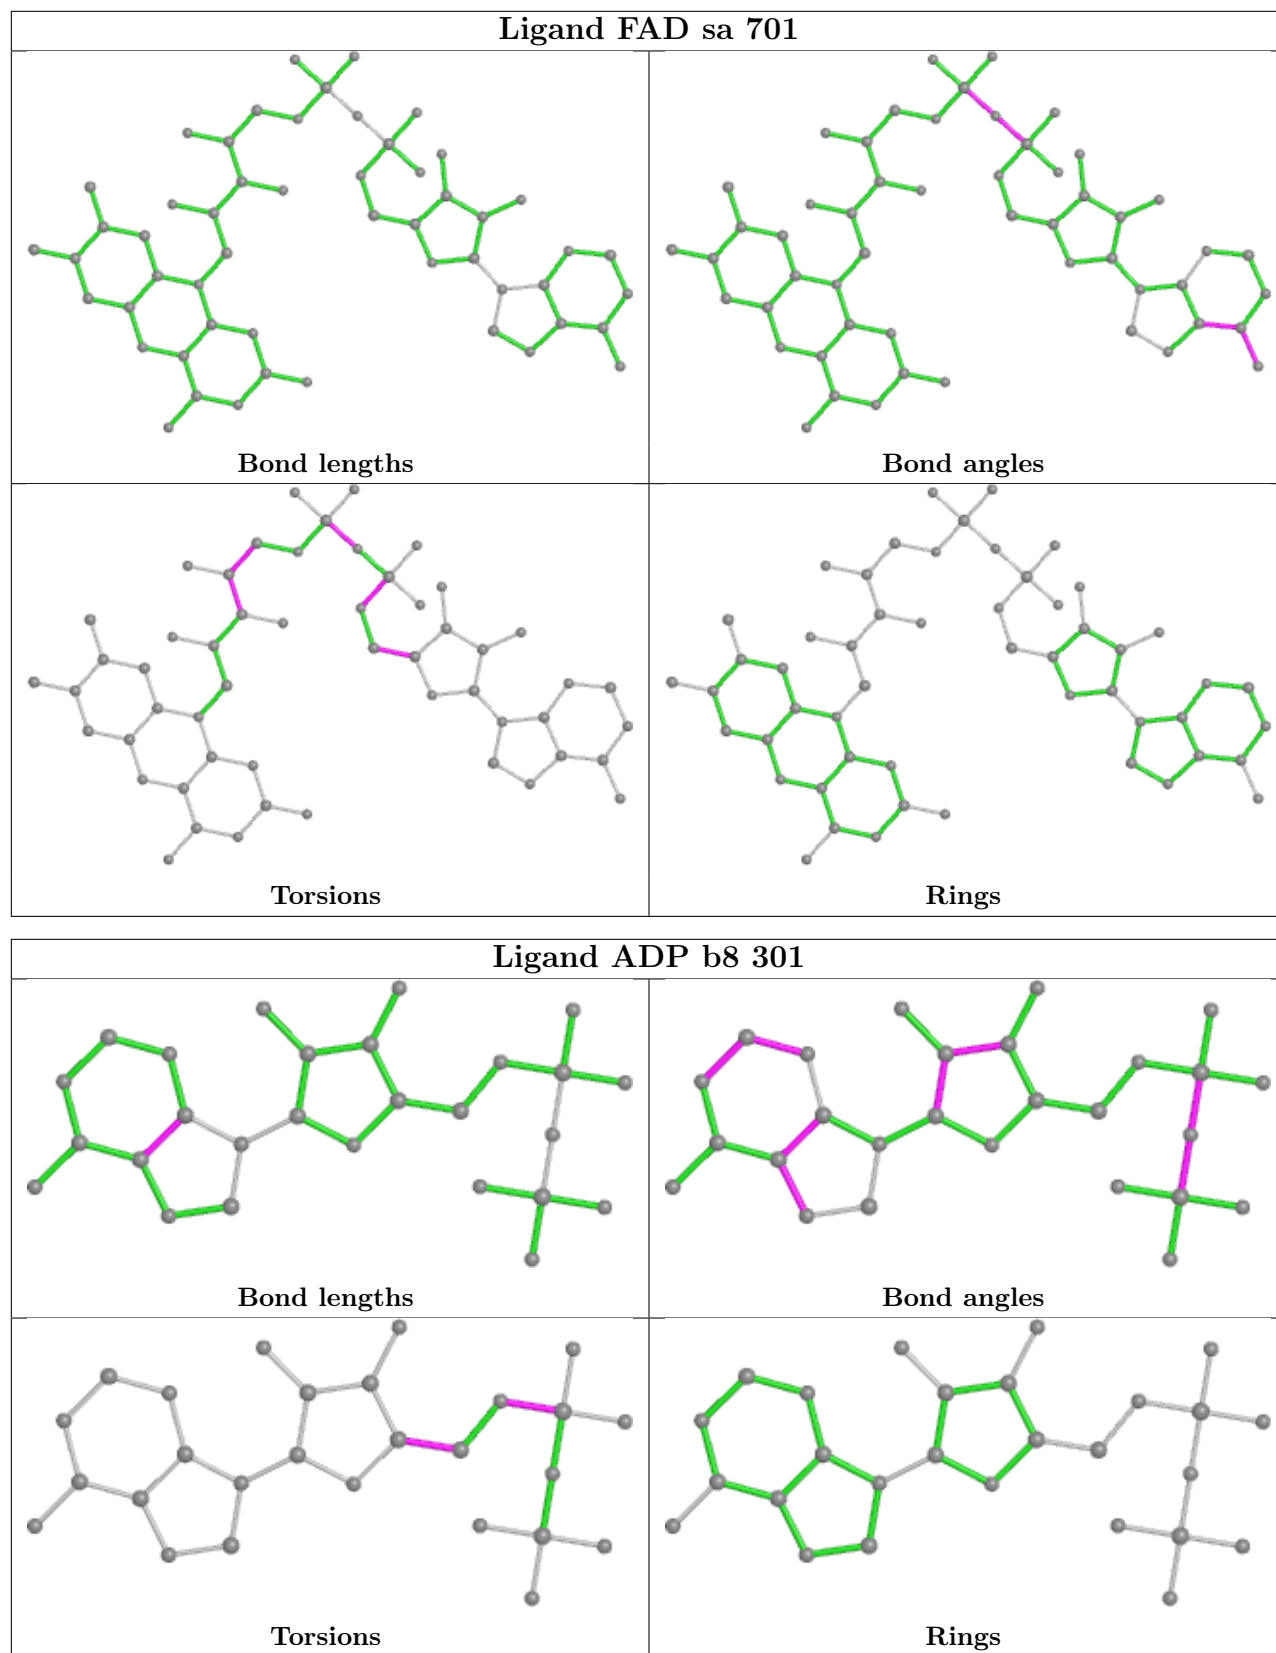 Ligand FAD sa 701
Bond lengths
Bond angles
Torsions
Rings
Ligand ADP b8 301
Bond lengths
Bond angles
Torsions
Rings